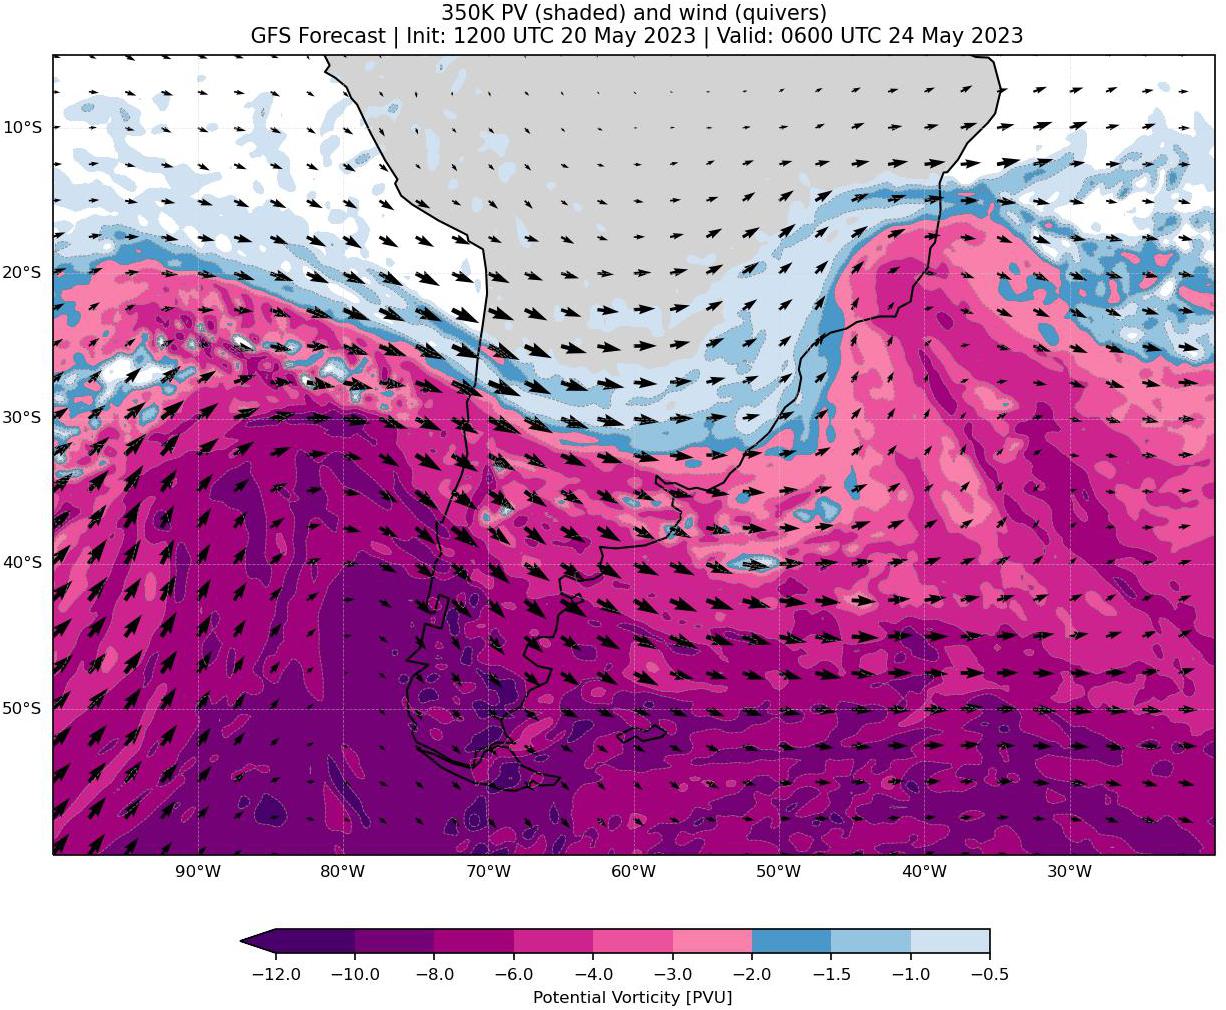 350K PV (shaded) and wind (quivers)
GFS Forecast | Init: 1200 UTC 20 May 2023 | Valid: 0600 UTC 24 May 2023
10°S
20°S
30°S
40°S
50°S
90°W 80°W 70°W 60°W 50°W 40°W 30°W
−12.0 −10.0 −8.0 −6.0 −4.0 −3.0 −2.0 −1.5 −1.0 −0.5
Potential Vorticity [PVU]